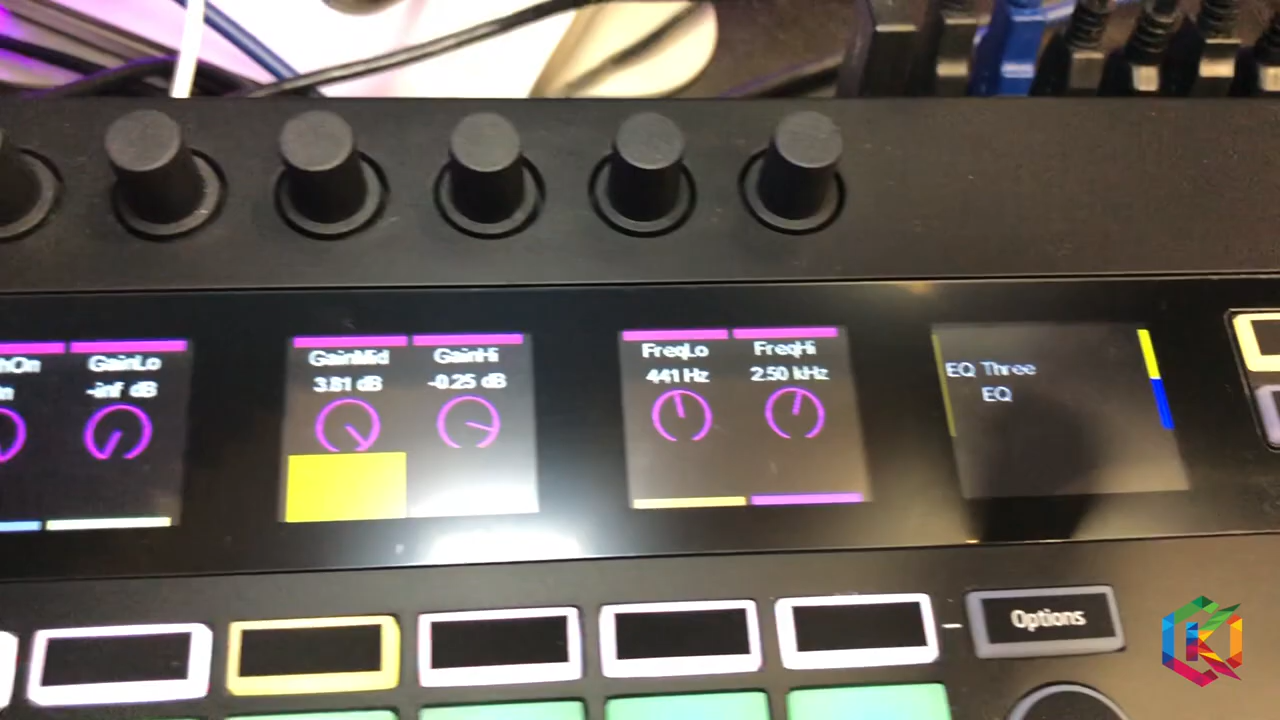 GainLo
-inf dB
GainMid
3.81 dB
GainHi
-0.25 dB
FreqLo
441 Hz
FreqHi
2.50 kHz
EQ Three
EQ
Options